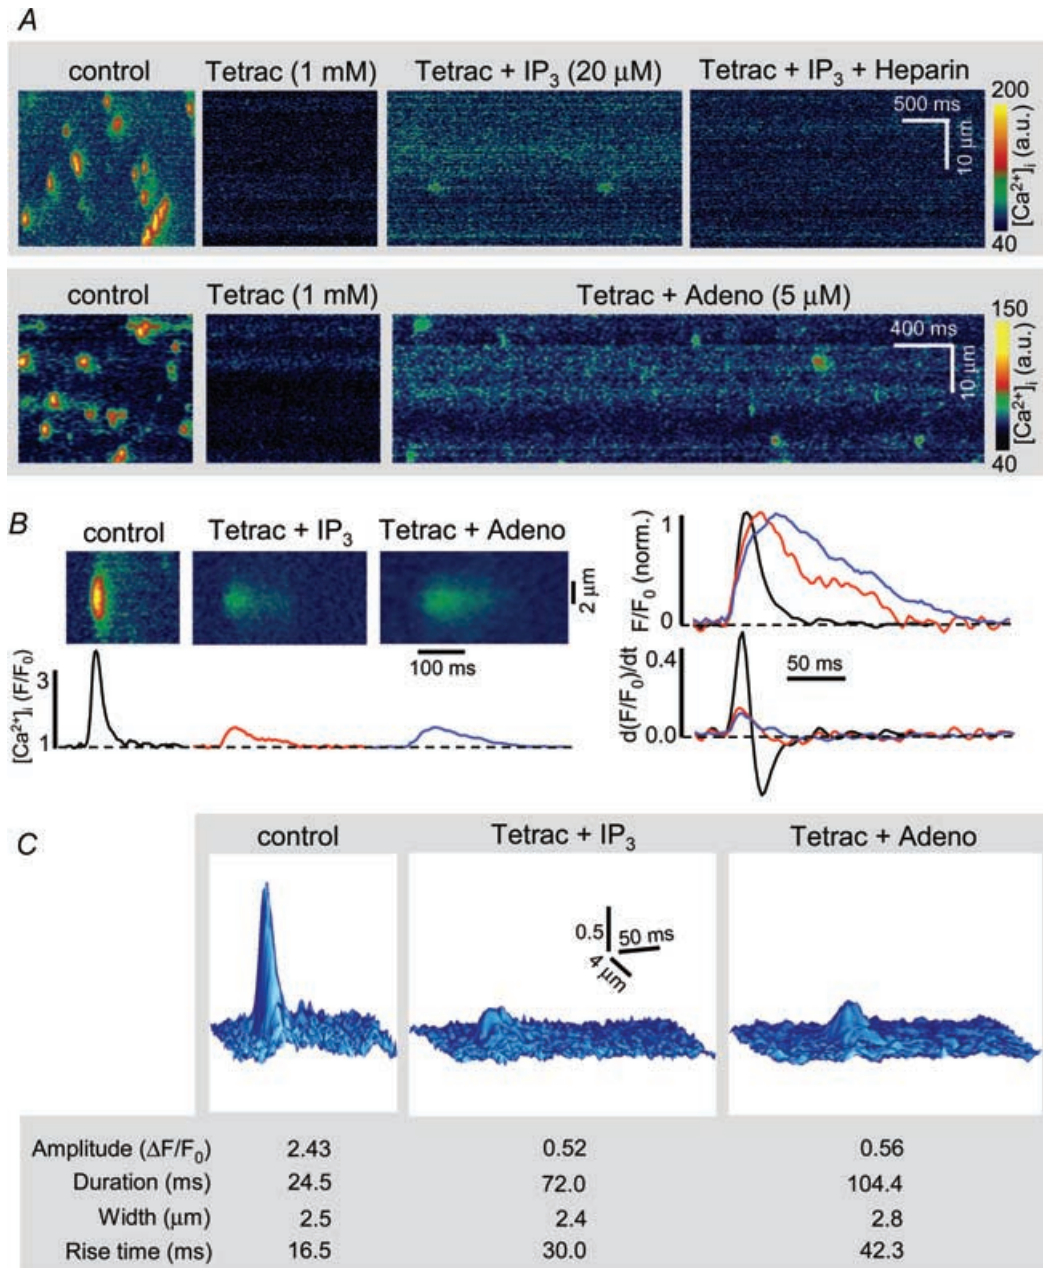 A
control Tetrac (1 mM) Tetrac + IP₃ (20 μM) Tetrac + IP₃ + Heparin
200
500 ms
10 μm
[Ca²⁺]ᵢ (a.u.)
40
control Tetrac (1 mM) Tetrac + Adeno (5 μM)
150
400 ms
10 μm
[Ca²⁺]ᵢ (a.u.)
40
B
control Tetrac + IP₃ Tetrac + Adeno
2 μm
100 ms
[Ca²⁺]ᵢ (F/F₀)
3
1
F/F₀ (norm.)
1
0
d(F/F₀)/dt
0.4
0.0
50 ms
C
control Tetrac + IP₃ Tetrac + Adeno
0.5 50 ms
4 μm
Amplitude (ΔF/F₀) 2.43 0.52 0.56
Duration (ms) 24.5 72.0 104.4
Width (μm) 2.5 2.4 2.8
Rise time (ms) 16.5 30.0 42.3